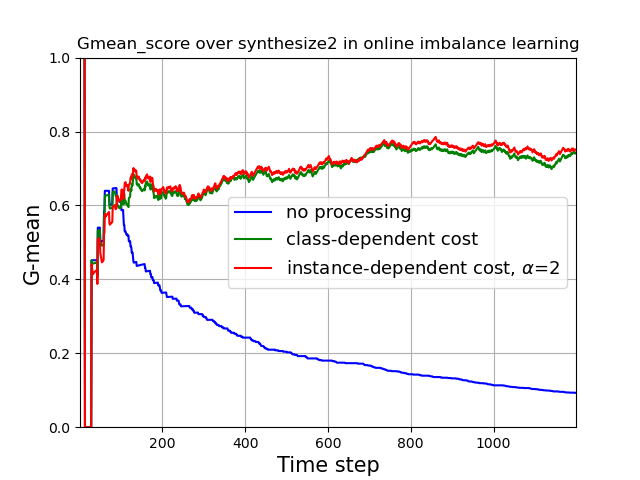 Gmean_score over synthesize2 in online imbalance learning
1.0
0.8
0.6
0.4
0.2
0.0
G-mean
no processing
class-dependent cost
instance-dependent cost, α=2
200
400
600
800
1000
Time step